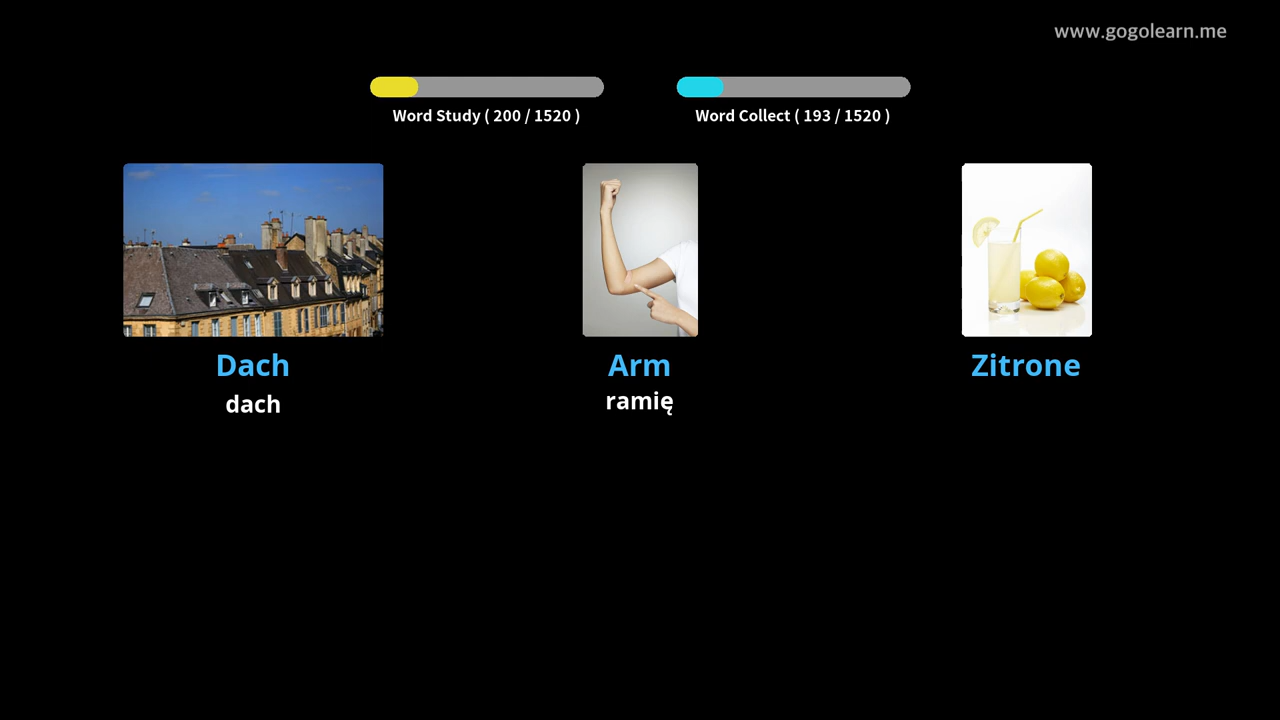 www.gogolearn.me
Word Study ( 200 / 1520 )
Word Collect ( 193 / 1520 )
Dach
dach
Arm
ramię
Zitrone